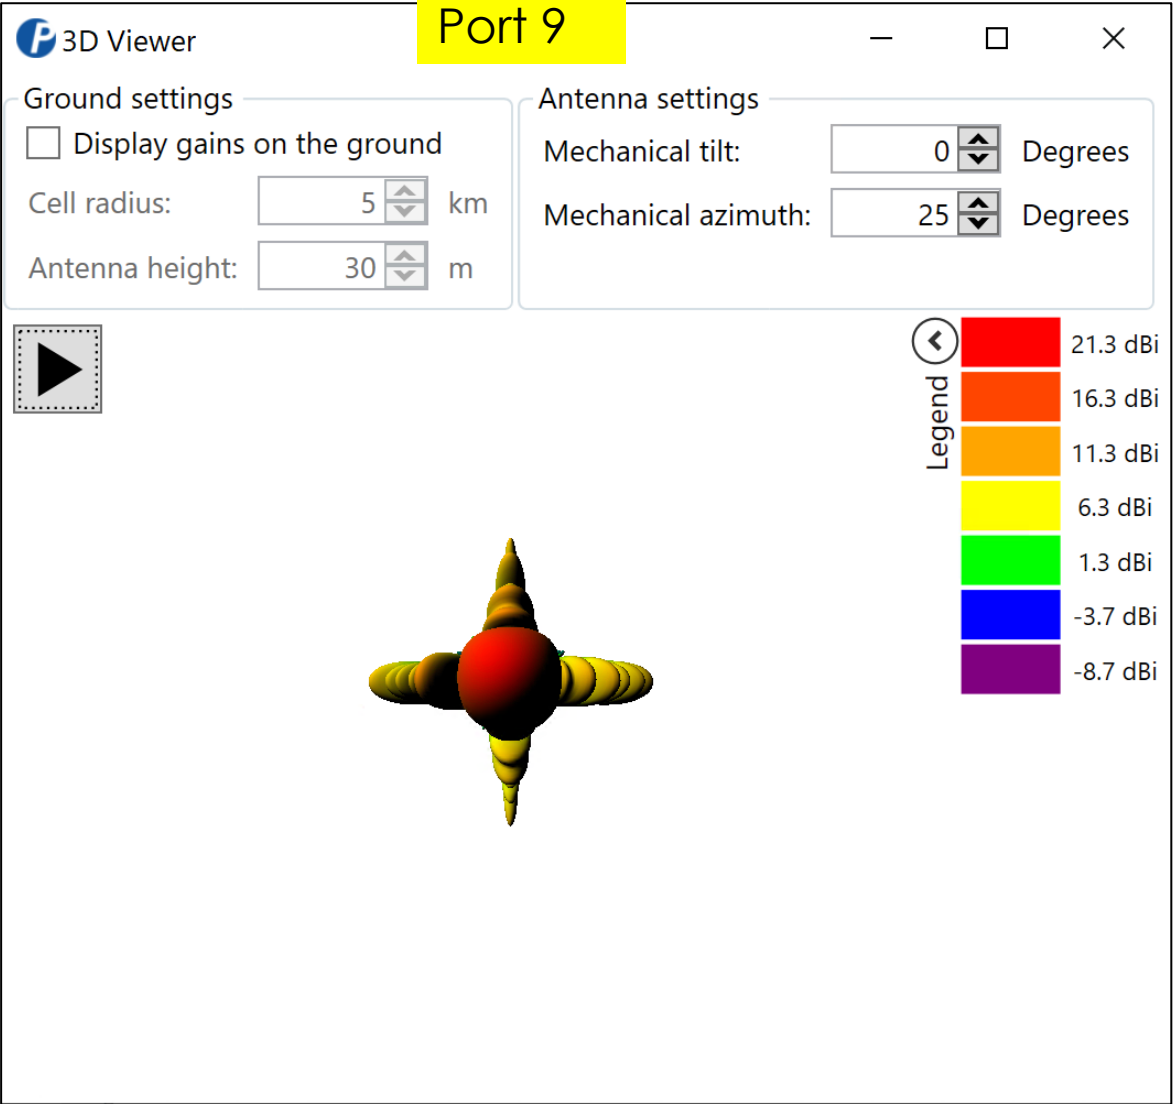 Port 9
3D Viewer
Ground settings
Display gains on the ground
Cell radius: 5 km
Antenna height: 30 m
Antenna settings
Mechanical tilt: 0 Degrees
Mechanical azimuth: 25 Degrees
Legend
21.3 dBi
16.3 dBi
11.3 dBi
6.3 dBi
1.3 dBi
-3.7 dBi
-8.7 dBi